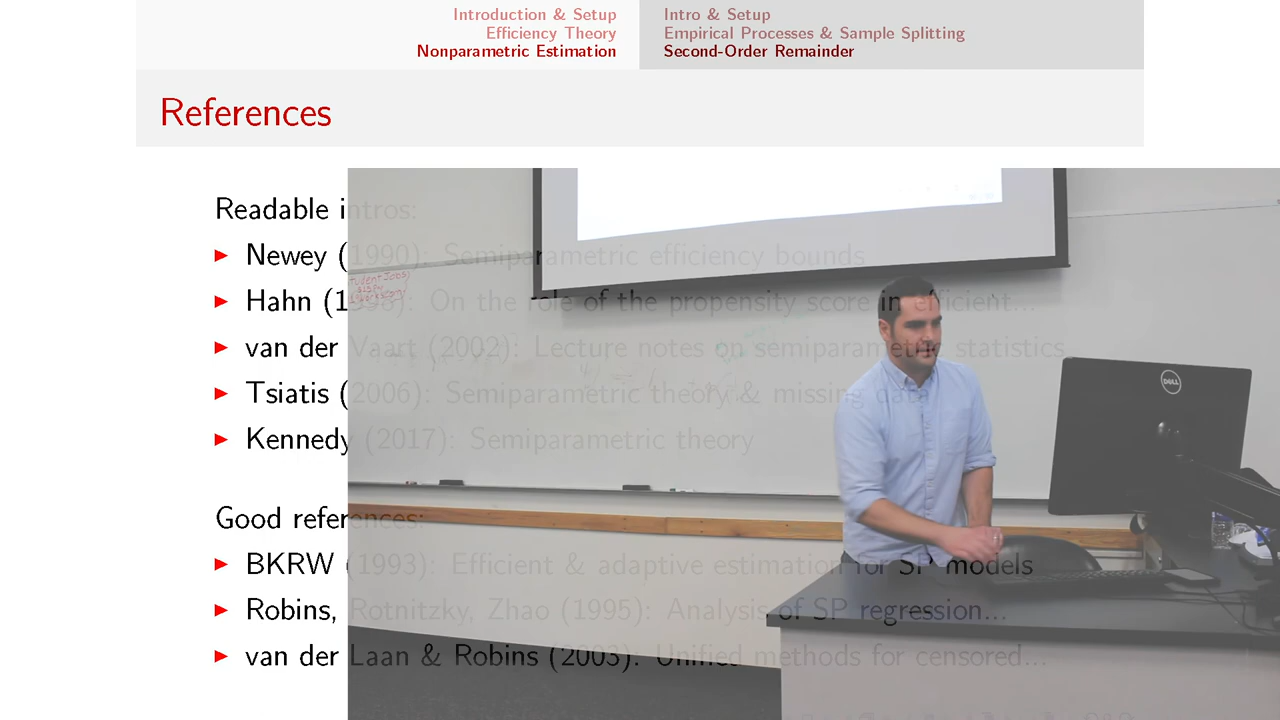 Introduction & Setup
Efficiency Theory
Nonparametric Estimation
Intro & Setup
Empirical Processes & Sample Splitting
Second-Order Remainder
References
Readable intros:
Newey (1990): Semiparametric efficiency bounds
Hahn (1998): On the role of the propensity score in efficient...
van der Vaart (2002): Lecture notes on semiparametric statistics
Tsiatis (2006): Semiparametric theory & missing data
Kennedy (2017): Semiparametric theory
Good references:
BKRW (1993): Efficient & adaptive estimation for SP models
Robins, Rotnitzky, Zhao (1995): Analysis of SP regression...
van der Laan & Robins (2003): Unified methods for censored...
DELL